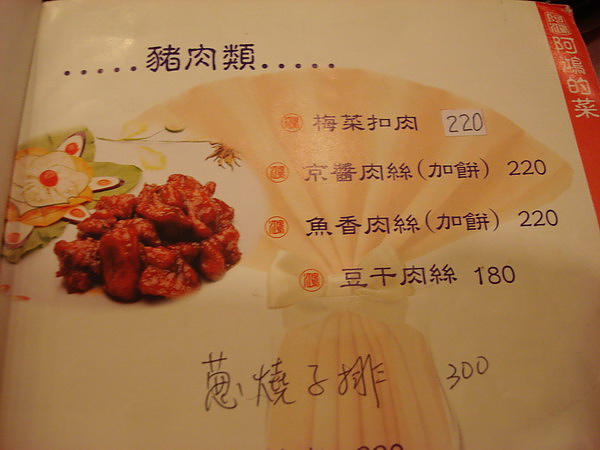 阿鴻的菜
.....豬肉類.....
梅菜扣肉 220
京醬肉絲(加餅) 220
魚香肉絲(加餅) 220
豆干肉絲 180
蔥燒子排 300